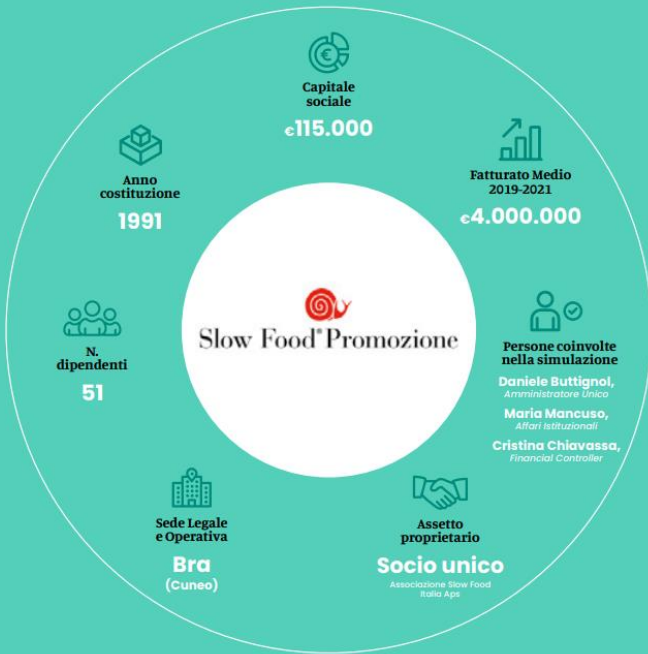 Capitale
sociale
€115.000
Anno
costituzione
1991
Fatturato Medio
2019-2021
€4.000.000
Slow Food® Promozione
N.
dipendenti
51
Persone coinvolte
nella simulazione
Daniele Buttignol,
Amministratore Unico
Maria Mancuso,
Affari Istituzionali
Cristina Chiavassa,
Financial Controller
Sede Legale
e Operativa
Bra
(Cuneo)
Assetto
proprietario
Socio unico
Associazione Slow Food
Italia Aps